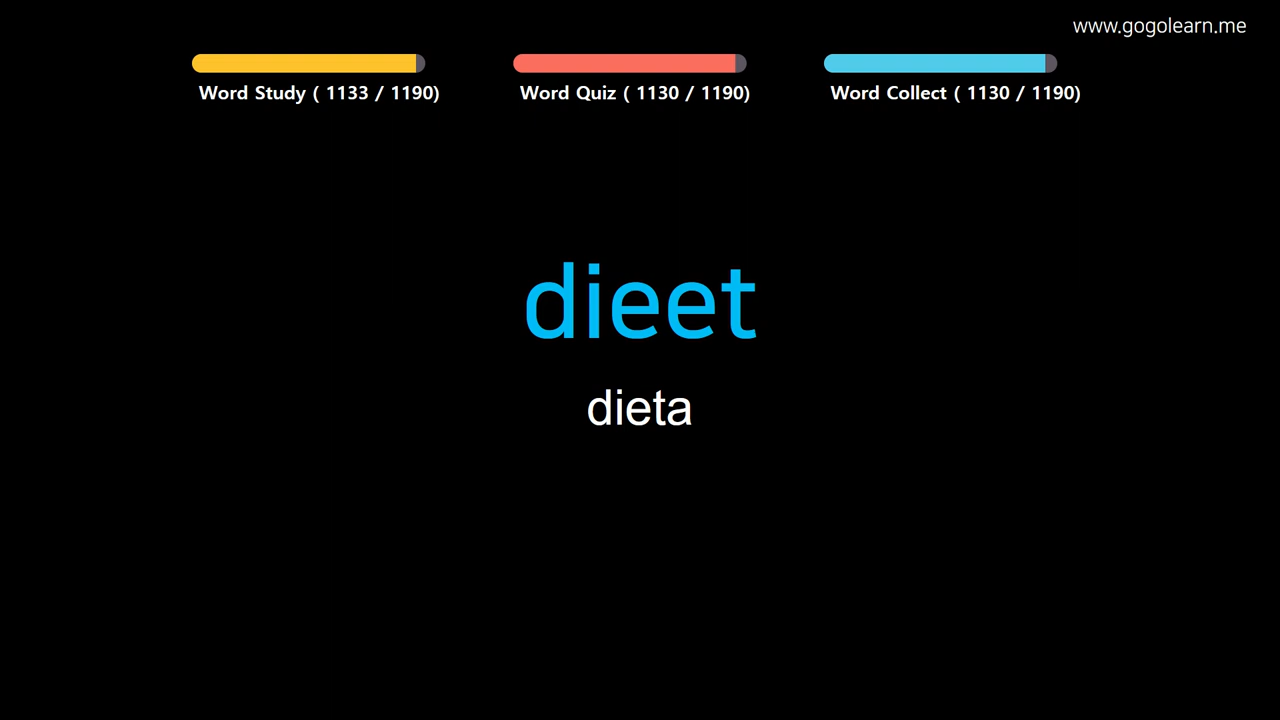 www.gogolearn.me
Word Study ( 1133 / 1190)
Word Quiz ( 1130 / 1190)
Word Collect ( 1130 / 1190)
dieet
dieta